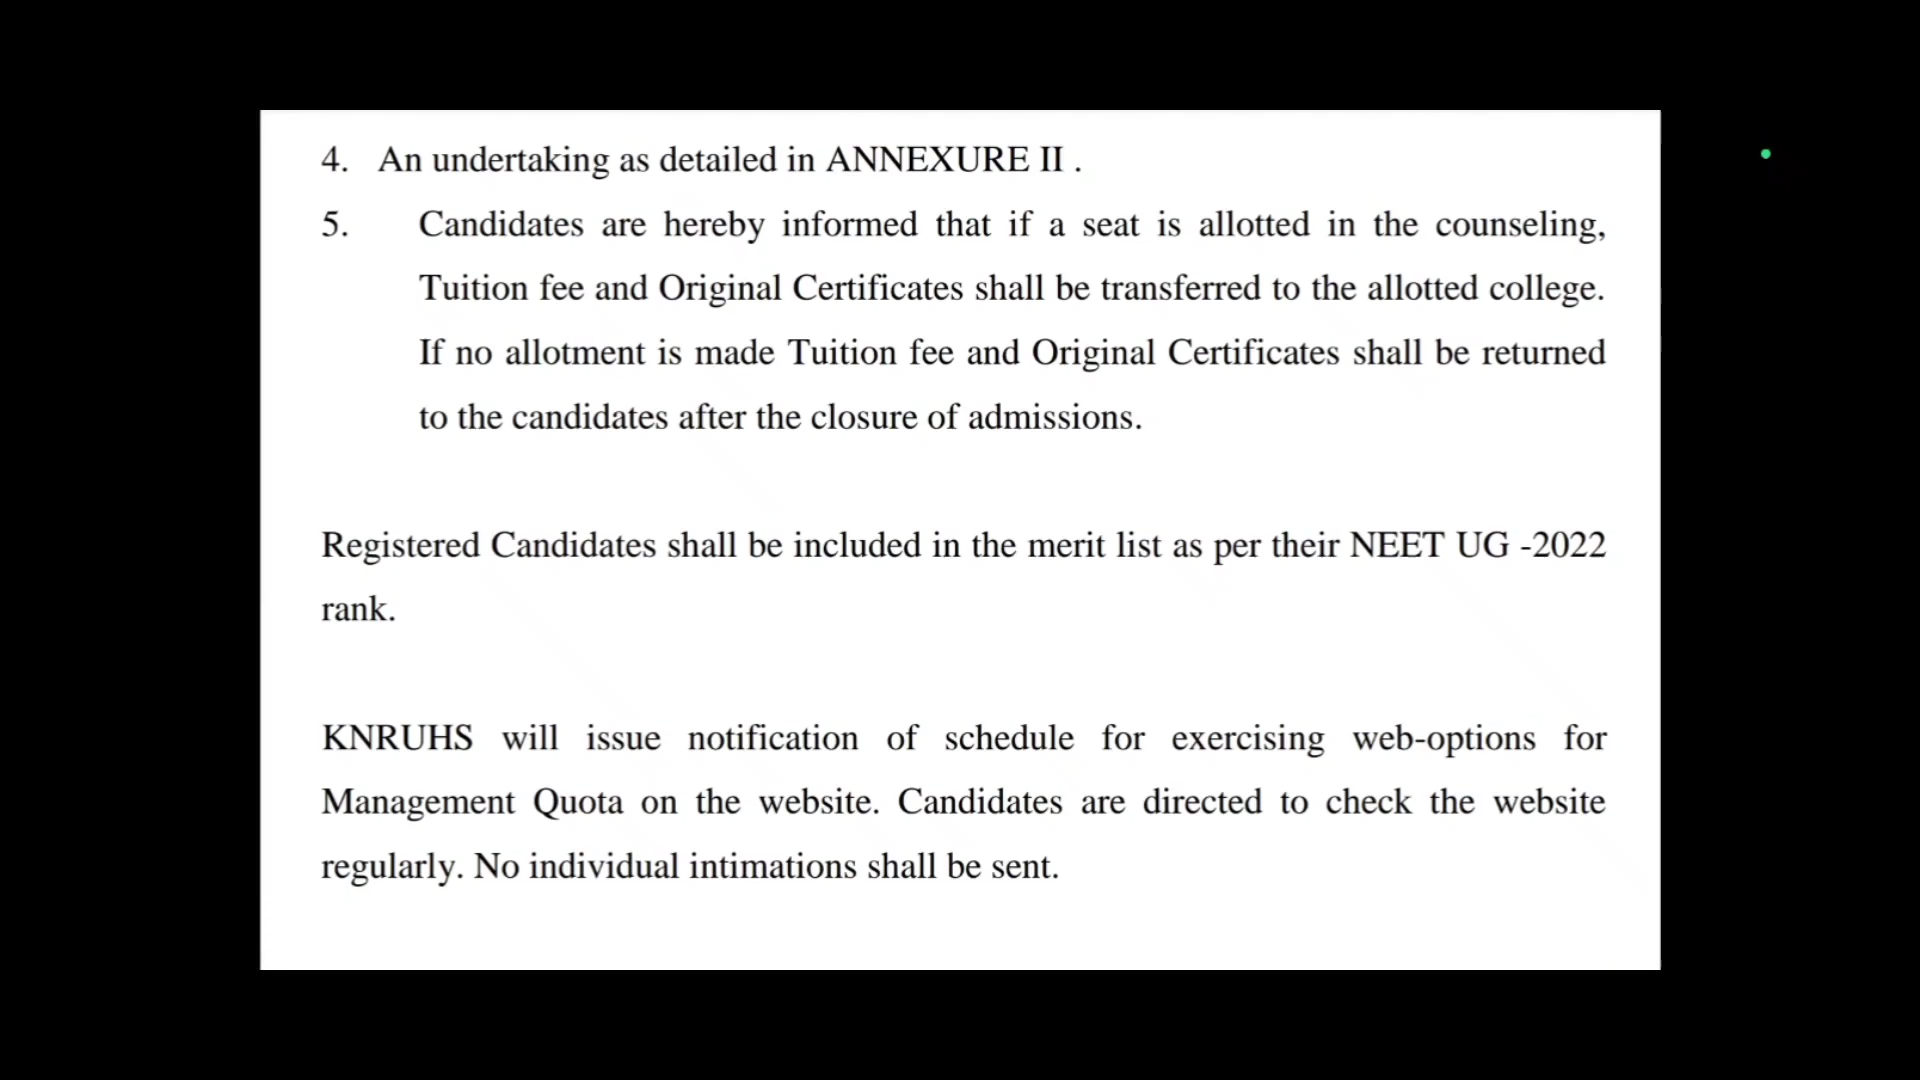 4. An undertaking as detailed in ANNEXURE II .
5. Candidates are hereby informed that if a seat is allotted in the counseling,
Tuition fee and Original Certificates shall be transferred to the allotted college.
If no allotment is made Tuition fee and Original Certificates shall be returned
to the candidates after the closure of admissions.
Registered Candidates shall be included in the merit list as per their NEET UG -2022
rank.
KNRUHS will issue notification of schedule for exercising web-options for
Management Quota on the website. Candidates are directed to check the website
regularly. No individual intimations shall be sent.